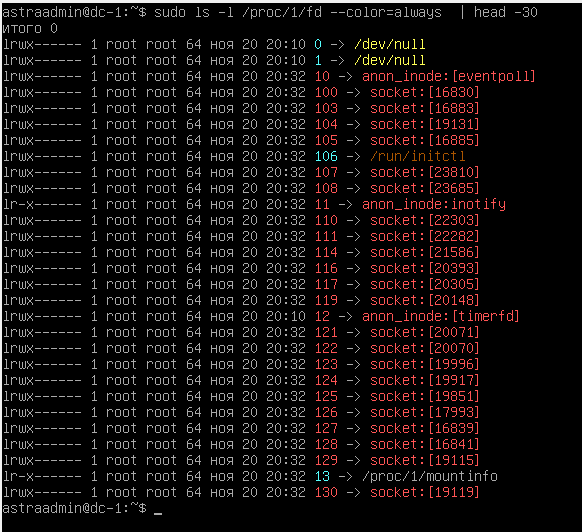 astraadmin@dc-1:~$ sudo ls -l /proc/1/fd --color=always  | head -30
итого 0
lrwx------ 1 root root 64 ноя 20 20:10 0 -> /dev/null
lrwx------ 1 root root 64 ноя 20 20:10 1 -> /dev/null
lrwx------ 1 root root 64 ноя 20 20:32 10 -> anon_inode:[eventpoll]
lrwx------ 1 root root 64 ноя 20 20:32 100 -> socket:[16830]
lrwx------ 1 root root 64 ноя 20 20:32 103 -> socket:[16883]
lrwx------ 1 root root 64 ноя 20 20:32 104 -> socket:[19131]
lrwx------ 1 root root 64 ноя 20 20:32 105 -> socket:[16885]
lrwx------ 1 root root 64 ноя 20 20:32 106 -> /run/initctl
lrwx------ 1 root root 64 ноя 20 20:32 107 -> socket:[23810]
lrwx------ 1 root root 64 ноя 20 20:32 108 -> socket:[23685]
lr-x------ 1 root root 64 ноя 20 20:32 11 -> anon_inode:inotify
lrwx------ 1 root root 64 ноя 20 20:32 110 -> socket:[22303]
lrwx------ 1 root root 64 ноя 20 20:32 111 -> socket:[22282]
lrwx------ 1 root root 64 ноя 20 20:32 114 -> socket:[21586]
lrwx------ 1 root root 64 ноя 20 20:32 116 -> socket:[20393]
lrwx------ 1 root root 64 ноя 20 20:32 117 -> socket:[20305]
lrwx------ 1 root root 64 ноя 20 20:32 119 -> socket:[20148]
lrwx------ 1 root root 64 ноя 20 20:10 12 -> anon_inode:[timerfd]
lrwx------ 1 root root 64 ноя 20 20:32 121 -> socket:[20071]
lrwx------ 1 root root 64 ноя 20 20:32 122 -> socket:[20070]
lrwx------ 1 root root 64 ноя 20 20:32 123 -> socket:[19996]
lrwx------ 1 root root 64 ноя 20 20:32 124 -> socket:[19917]
lrwx------ 1 root root 64 ноя 20 20:32 125 -> socket:[19851]
lrwx------ 1 root root 64 ноя 20 20:32 126 -> socket:[17993]
lrwx------ 1 root root 64 ноя 20 20:32 127 -> socket:[16839]
lrwx------ 1 root root 64 ноя 20 20:32 128 -> socket:[16841]
lrwx------ 1 root root 64 ноя 20 20:32 129 -> socket:[19115]
lr-x------ 1 root root 64 ноя 20 20:32 13 -> /proc/1/mountinfo
lrwx------ 1 root root 64 ноя 20 20:32 130 -> socket:[19119]
astraadmin@dc-1:~$ _